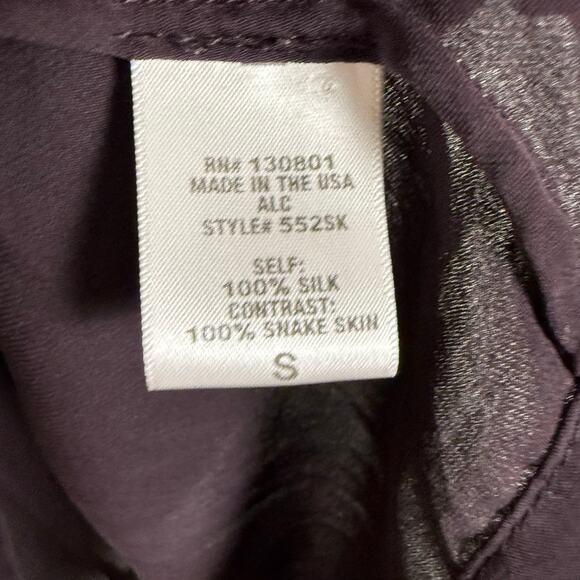 RN# 130801
MADE IN THE USA
ALC
STYLE# 552SK
SELF:
100% SILK
CONTRAST:
100% SNAKE SKIN
S